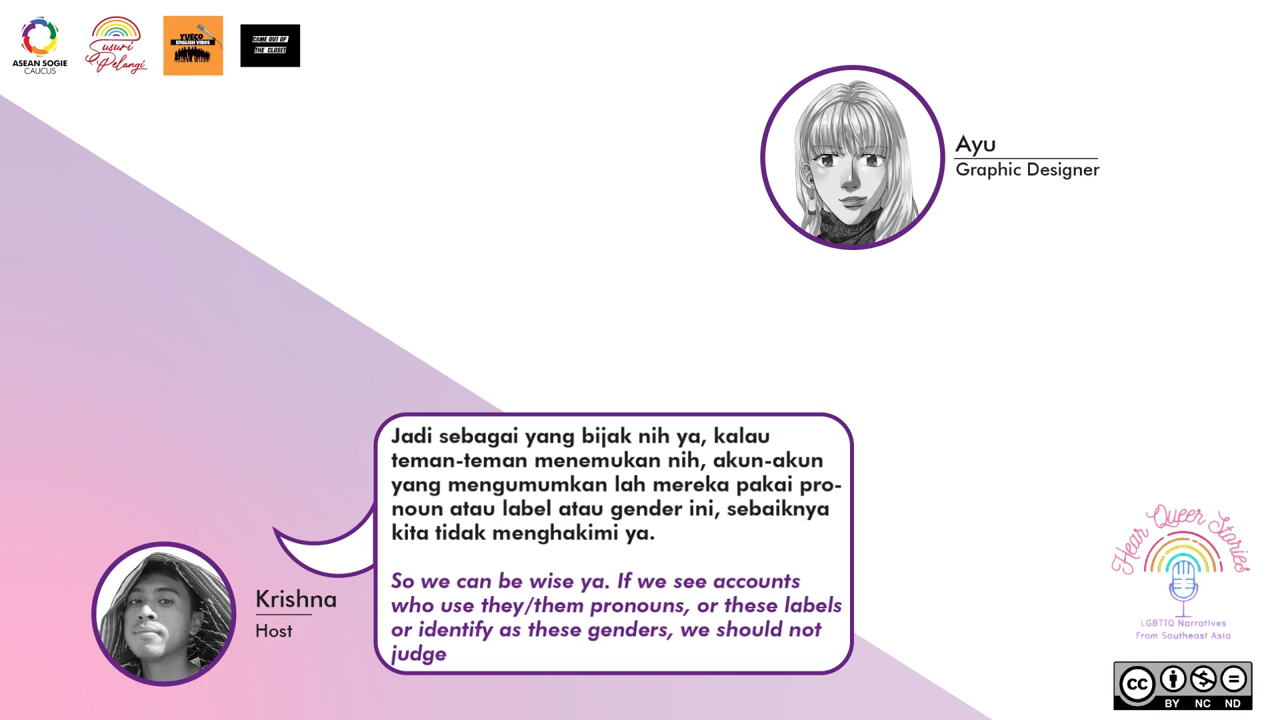 ASEAN SOGIE
CAUCUS
Susuri
Pelangi
YUECO
ENGLISH VIBES
CAME OUT OF
THE CLOSET
Ayu
Graphic Designer
Jadi sebagai yang bijak nih ya, kalau
teman-teman menemukan nih, akun-akun
yang mengumumkan lah mereka pakai pro-
noun atau label atau gender ini, sebaiknya
kita tidak menghakimi ya.
So we can be wise ya. If we see accounts
who use they/them pronouns, or these labels
or identify as these genders, we should not
judge
Krishna
Host
Hear Queer Stories
LGBTIQ Narratives
From Southeast Asia
cc
BY NC ND